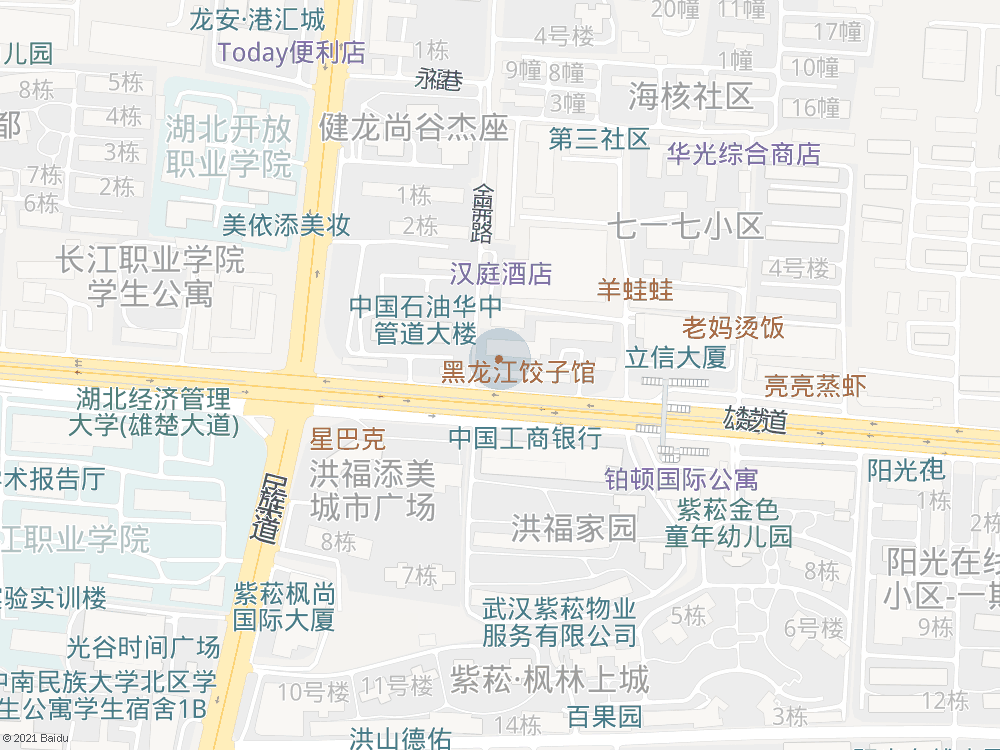 龙安·港汇城
20幢
11幢
17幢
Today便利店
1栋
4号楼
1幢
儿园
9幢
8幢
10幢
8栋
5栋
永福巷
3幢
海核社区
16幢
4栋
湖北开放
职业学院
健龙尚谷杰座
第三社区
都
3栋
华光综合商店
7栋
2栋
1栋
6栋
美依添美妆
2栋
七一七小区
长江职业学院
学生公寓
汉庭酒店
4号楼
羊蛙蛙
中国石油华中
管道大楼
老妈烫饭
立信大厦
黑龙江饺子馆
亮亮蒸虾
湖北经济管理
大学(雄楚大道)
雄楚大道
星巴克
中国工商银行
术报告厅
洪福添美
城市广场
铂顿国际公寓
民族大道
1栋
紫菘金色
童年幼儿园
2栋
洪福家园
江职业学院
8栋
阳光在线
小区-一期
7栋
8栋
验实训楼
紫菘枫尚
国际大厦
武汉紫菘物业
服务有限公司
5栋
6号楼
9栋
光谷时间广场
中南民族大学北区学
生公寓学生宿舍1B
10号楼
11号楼
紫菘·枫林上城
12栋
14栋
百果园
3栋
洪山德佑
© 2021 Baidu